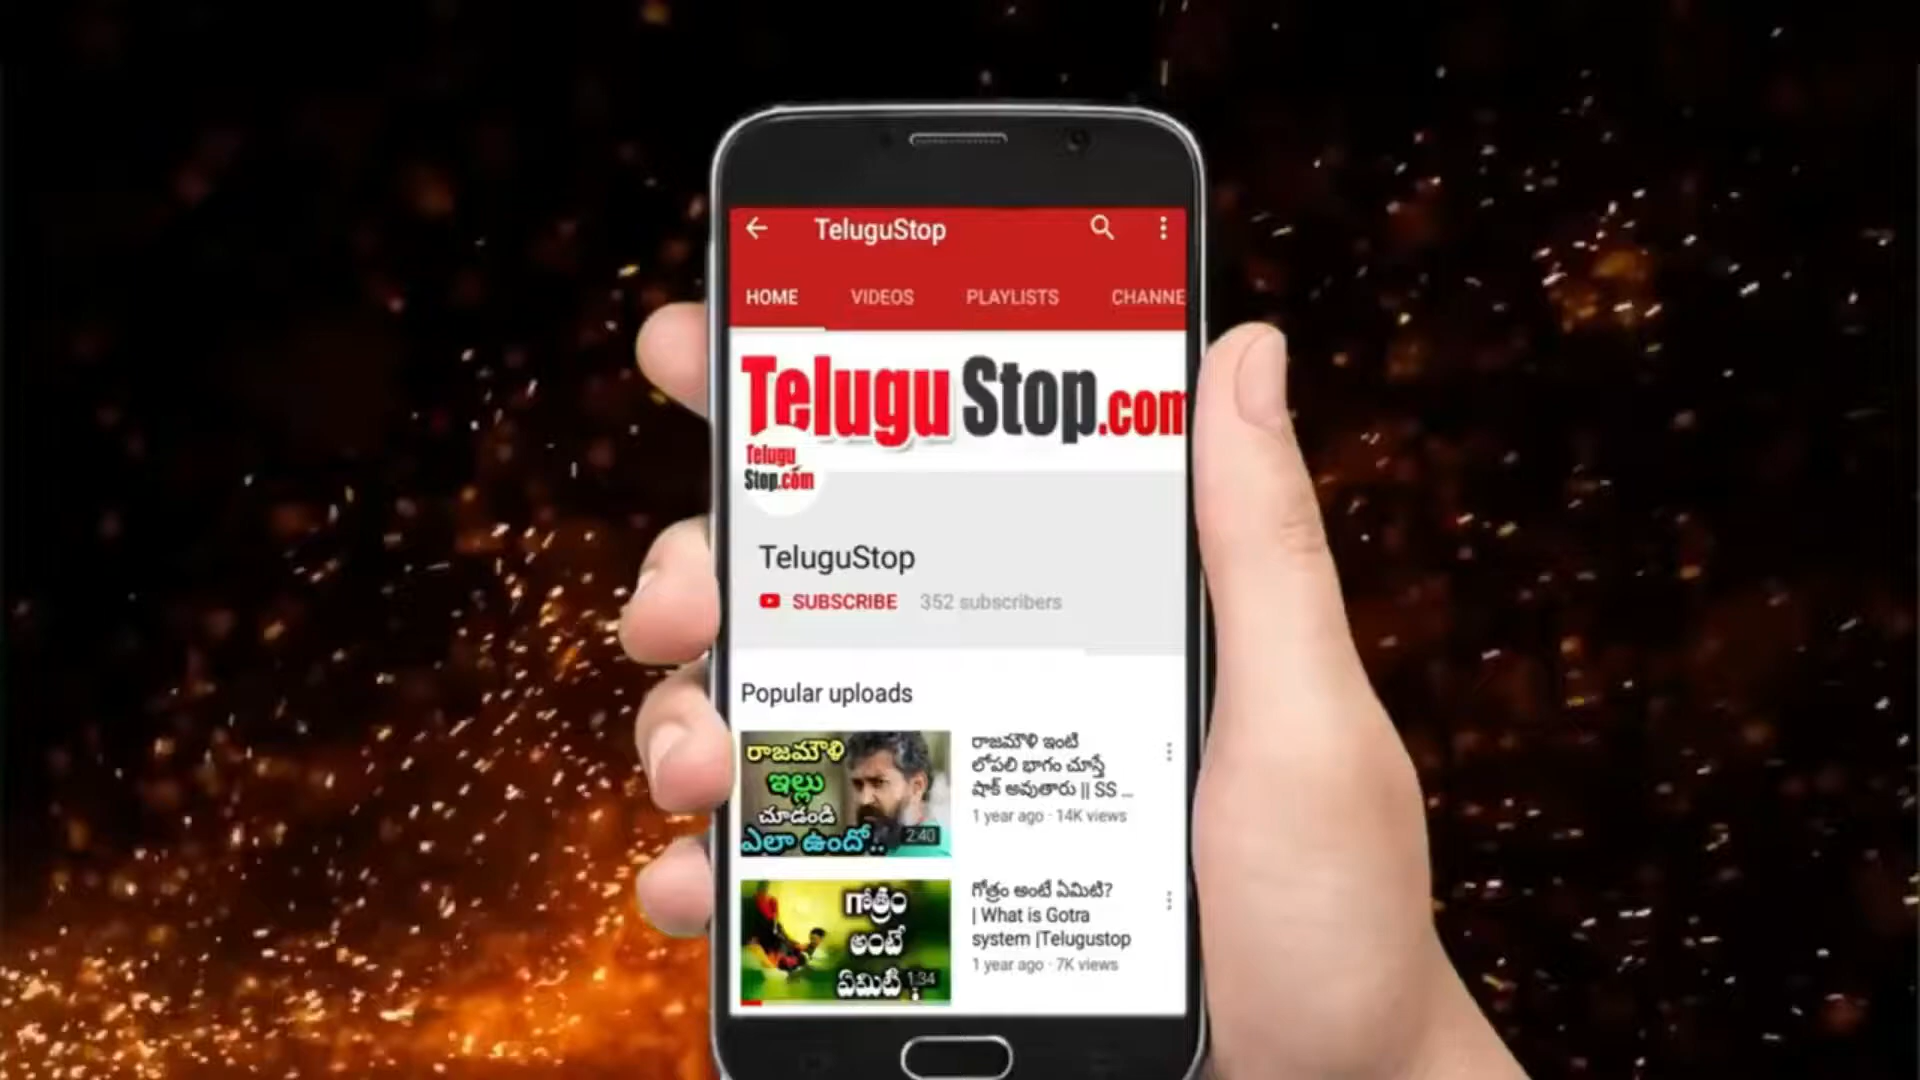 TeluguStop
HOME VIDEOS PLAYLISTS CHANNE
Telugu Stop.com
Telugu
Stop.com
TeluguStop
SUBSCRIBE 352 subscribers
Popular uploads
రాజమౌళి
ఇల్లు
చూడండి
ఎలా ఉందో..
2:40
రాజమౌళి ఇంటి
లోపలి భాగం చూస్తే
షాక్ అవుతారు || SS ...
1 year ago · 14K views
గోత్రం
అంటే
ఏమిటి
1:34
గోత్రం అంటే ఏమిటి?
| What is Gotra
system |Telugustop
1 year ago · 7K views